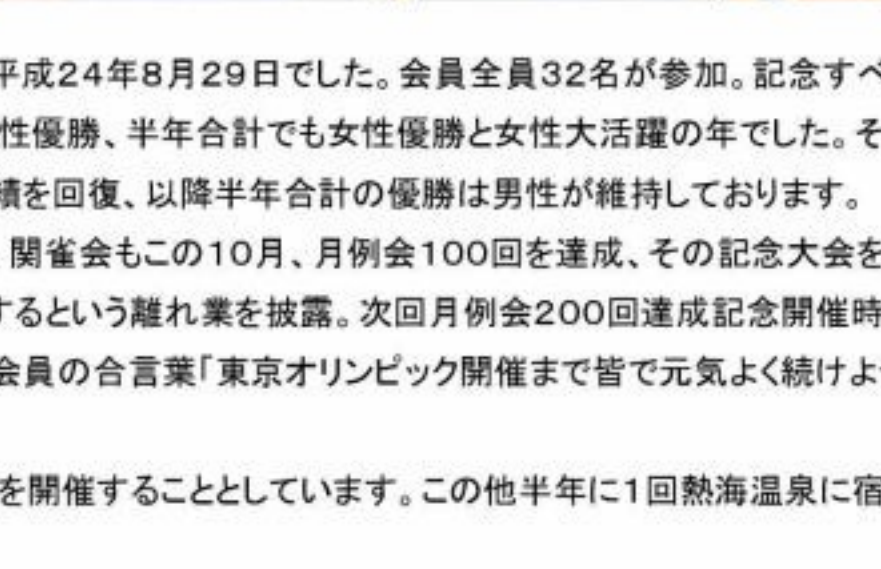 平成24年8月29日でした。会員全員32名が参加。記念すべ
性優勝、半年合計でも女性優勝と女性大活躍の年でした。そ
績を回復、以降半年合計の優勝は男性が維持しております。
関雀会もこの10月、月例会100回を達成、その記念大会を
するという離れ業を披露。次回月例会200回達成記念開催時
会員の合言葉「東京オリンピック開催まで皆で元気よく続けよ
を開催することとしています。この他半年に1回熱海温泉に宿